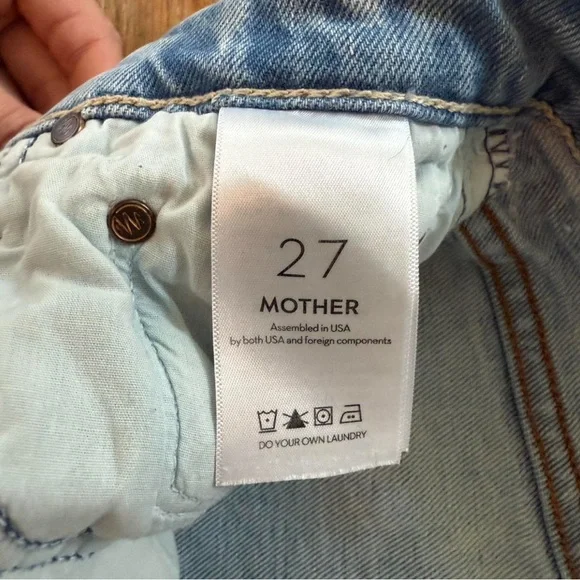 27
MOTHER
Assembled in USA
by both USA and foreign components
DO YOUR OWN LAUNDRY